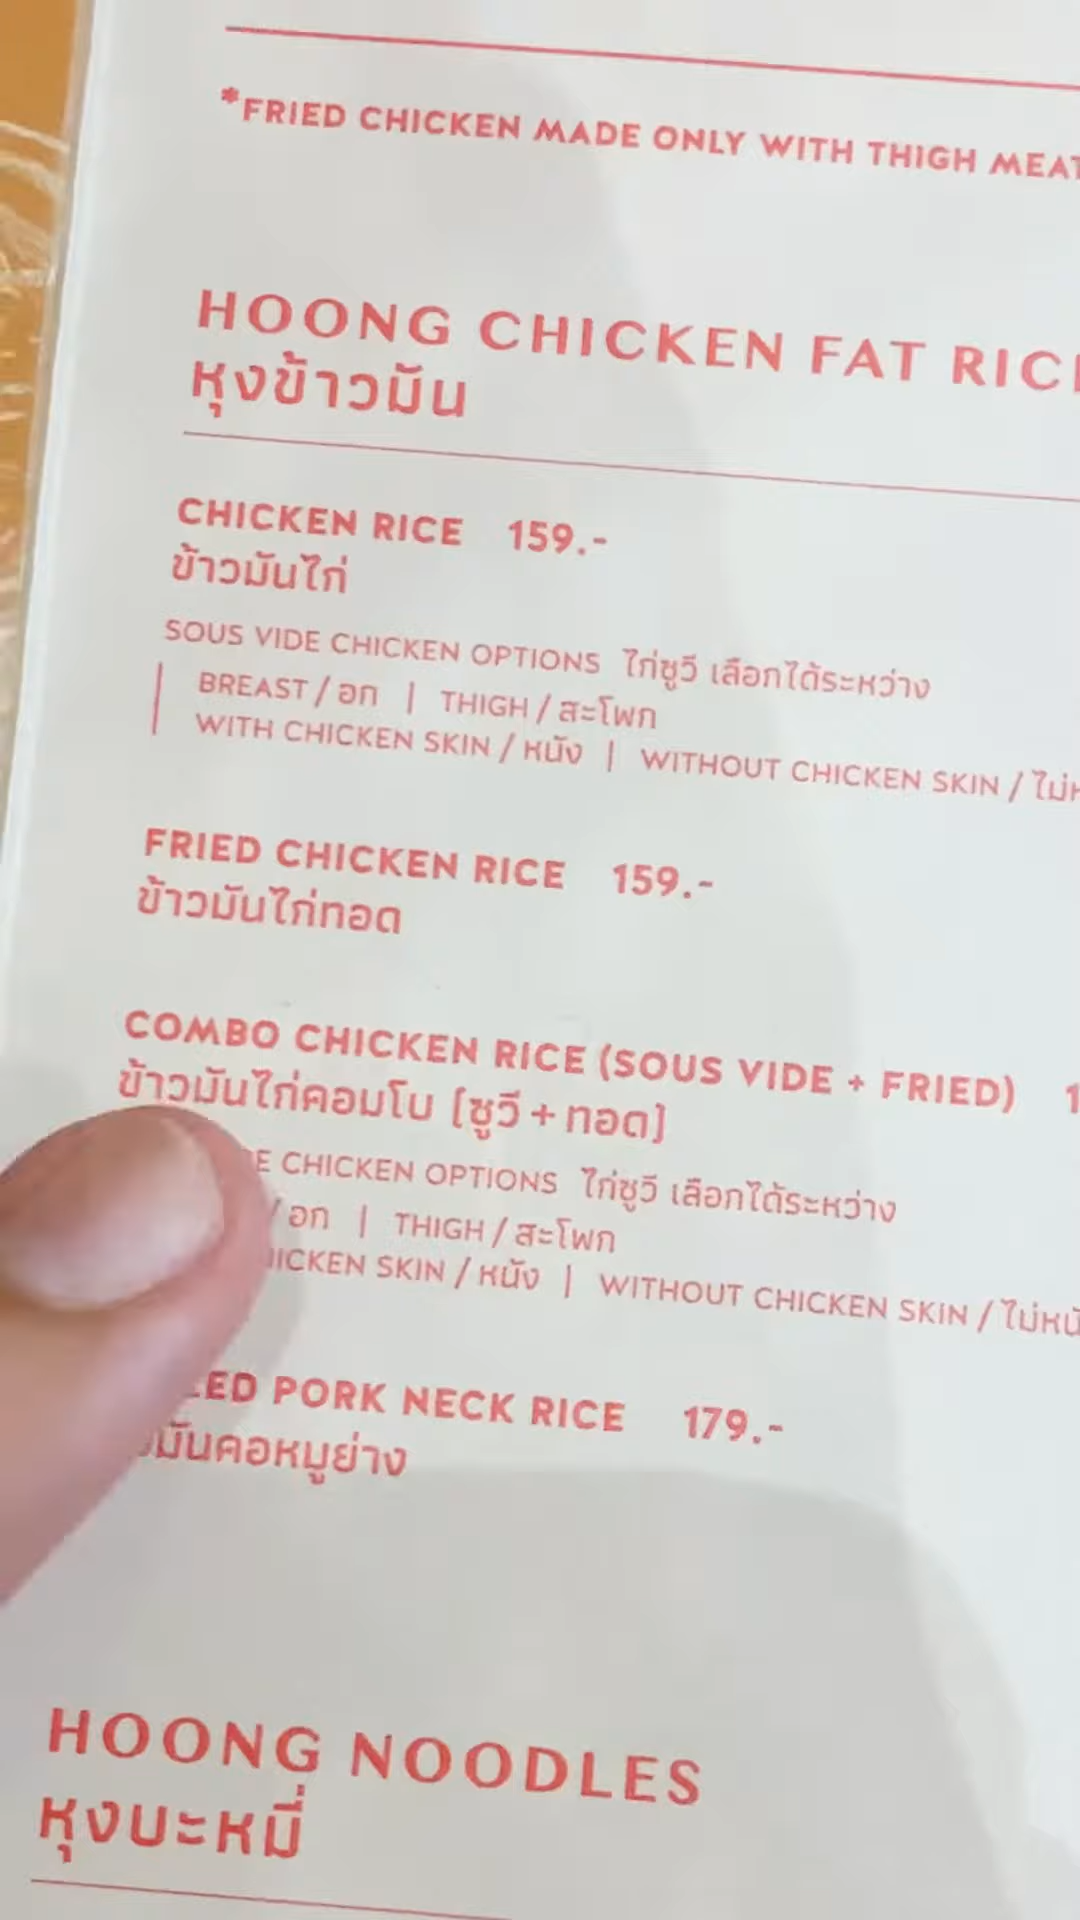 *FRIED CHICKEN MADE ONLY WITH THIGH MEAT
HOONG CHICKEN FAT
หุงข้าวมัน
CHICKEN RICE 159.-
ข้าวมันไก่
SOUS VIDE CHICKEN OPTIONS ไก่ซูวี เลือกได้ระหว่าง
BREAST / อก | THIGH / สะโพก
WITH CHICKEN SKIN / หนัง | WITHOUT CHICKEN SKIN /
FRIED CHICKEN RICE 159.-
ข้าวมันไก่ทอด
COMBO CHICKEN RICE (SOUS VIDE + FRIED)
ข้าวมันไก่คอมโบ [ซูวี + ทอด]
CHICKEN OPTIONS ไก่ซูวี เลือกได้ระหว่าง
/ อก | THIGH / สะโพก
SKIN / หนัง | WITHOUT CHICKEN SKIN /
PORK NECK RICE 179.-
มันคอหมูย่าง
HOONG NOODLES
หุงบะหมี่